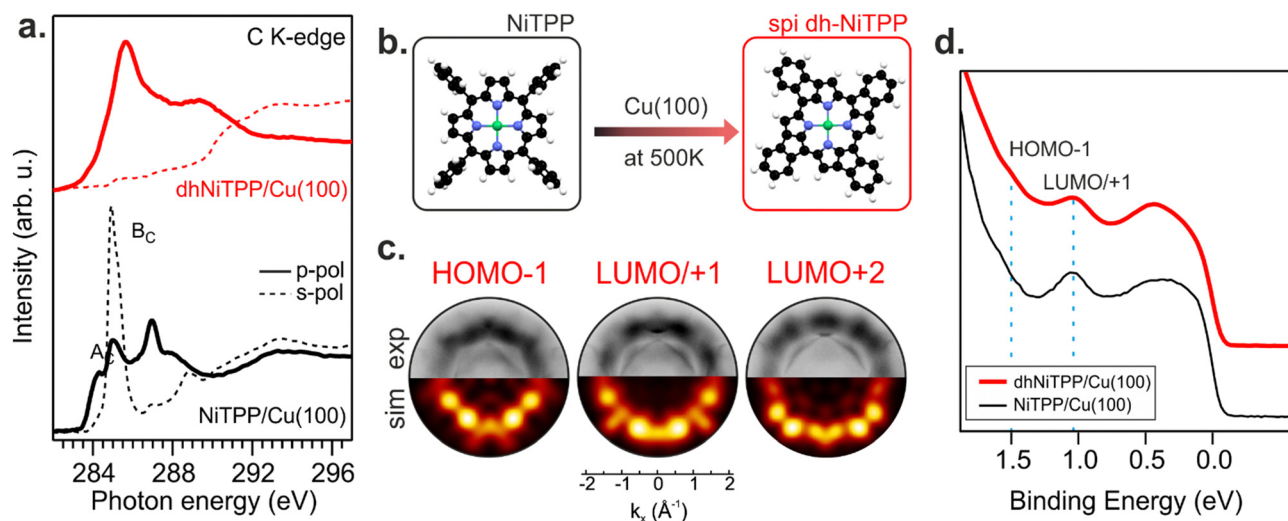 a.
C K-edge
Intensity (arb. u.)
dhNiTPP/Cu(100)
B
C
A
p-pol
s-pol
NiTPP/Cu(100)
284 288 292 296
Photon energy (eV)
b.
NiTPP
Cu(100)
at 500K
spi dh-NiTPP
c.
HOMO-1 LUMO/+1 LUMO+2
exp
sim
-2 -1 0 1 2
kx (Å-1)
d.
HOMO-1
LUMO/+1
dhNiTPP/Cu(100)
NiTPP/Cu(100)
1.5 1.0 0.5 0.0
Binding Energy (eV)